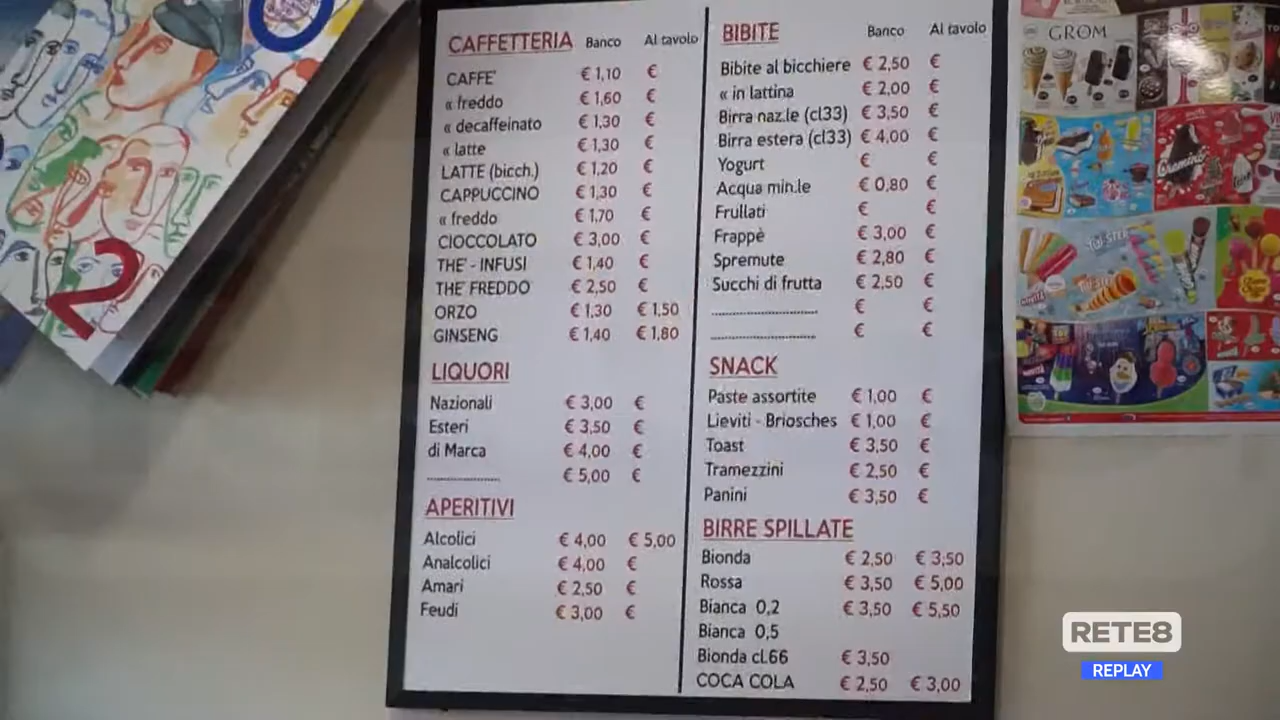 2
CAFFETTERIA Banco Al tavolo
CAFFE' € 1,10 €
« freddo € 1,60 €
« decaffeinato € 1,30 €
« latte € 1,30 €
LATTE (bicch.) € 1,20 €
CAPPUCCINO € 1,30 €
« freddo € 1,70 €
CIOCCOLATO € 3,00 €
THE' - INFUSI € 1,40 €
THE' FREDDO € 2,50 €
ORZO € 1,30 € 1,50
GINSENG € 1,40 € 1,80
LIQUORI
Nazionali € 3,00 €
Esteri € 3,50 €
di Marca € 4,00 €
.................... € 5,00 €
APERITIVI
Alcolici € 4,00 € 5,00
Analcolici € 4,00 €
Amari € 2,50 €
Feudi € 3,00 €
BIBITE Banco Al tavolo
Bibite al bicchiere € 2,50 €
« in lattina € 2,00 €
Birra naz.le (cl33) € 3,50 €
Birra estera (cl33) € 4,00 €
Yogurt € €
Acqua min.le € 0,80 €
Frullati € €
Frappè € 3,00 €
Spremute € 2,80 €
Succhi di frutta € 2,50 €
............................. € €
............................. € €
SNACK
Paste assortite € 1,00 €
Lieviti - Briosches € 1,00 €
Toast € 3,50 €
Tramezzini € 2,50 €
Panini € 3,50 €
BIRRE SPILLATE
Bionda € 2,50 € 3,50
Rossa € 3,50 € 5,00
Bianca 0,2 € 3,50 € 5,50
Bianca 0,5
Bionda cl.66 € 3,50
COCA COLA € 2,50 € 3,00
GROM
Cremino
TWISTER
RETE8
REPLAY